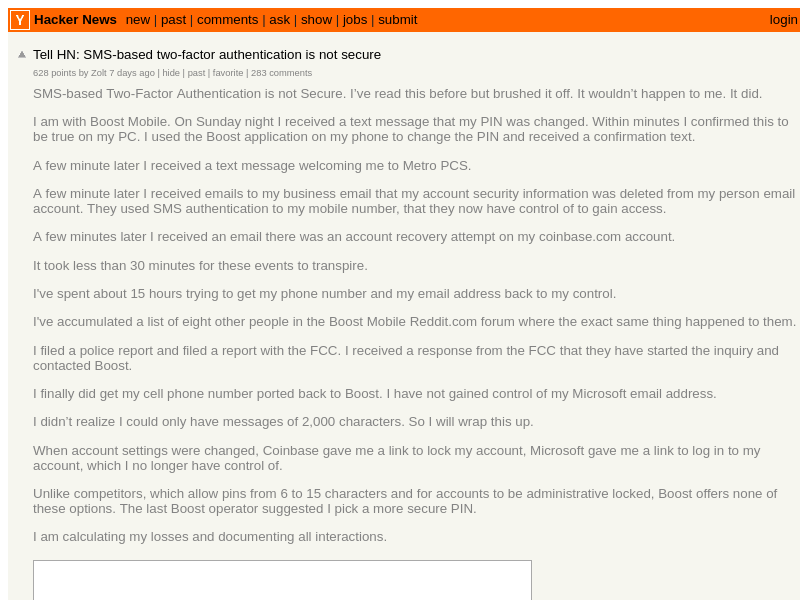 Y Hacker News new | past | comments | ask | show | jobs | submit login
▲ Tell HN: SMS-based two-factor authentication is not secure
628 points by Zolt 7 days ago | hide | past | favorite | 283 comments
SMS-based Two-Factor Authentication is not Secure. I've read this before but brushed it off. It wouldn't happen to me. It did.
I am with Boost Mobile. On Sunday night I received a text message that my PIN was changed. Within minutes I confirmed this to
be true on my PC. I used the Boost application on my phone to change the PIN and received a confirmation text.
A few minute later I received a text message welcoming me to Metro PCS.
A few minute later I received emails to my business email that my account security information was deleted from my person email
account. They used SMS authentication to my mobile number, that they now have control of to gain access.
A few minutes later I received an email there was an account recovery attempt on my coinbase.com account.
It took less than 30 minutes for these events to transpire.
I've spent about 15 hours trying to get my phone number and my email address back to my control.
I've accumulated a list of eight other people in the Boost Mobile Reddit.com forum where the exact same thing happened to them.
I filed a police report and filed a report with the FCC. I received a response from the FCC that they have started the inquiry and
contacted Boost.
I finally did get my cell phone number ported back to Boost. I have not gained control of my Microsoft email address.
I didn't realize I could only have messages of 2,000 characters. So I will wrap this up.
When account settings were changed, Coinbase gave me a link to lock my account, Microsoft gave me a link to log in to my
account, which I no longer have control of.
Unlike competitors, which allow pins from 6 to 15 characters and for accounts to be administrative locked, Boost offers none of
these options. The last Boost operator suggested I pick a more secure PIN.
I am calculating my losses and documenting all interactions.